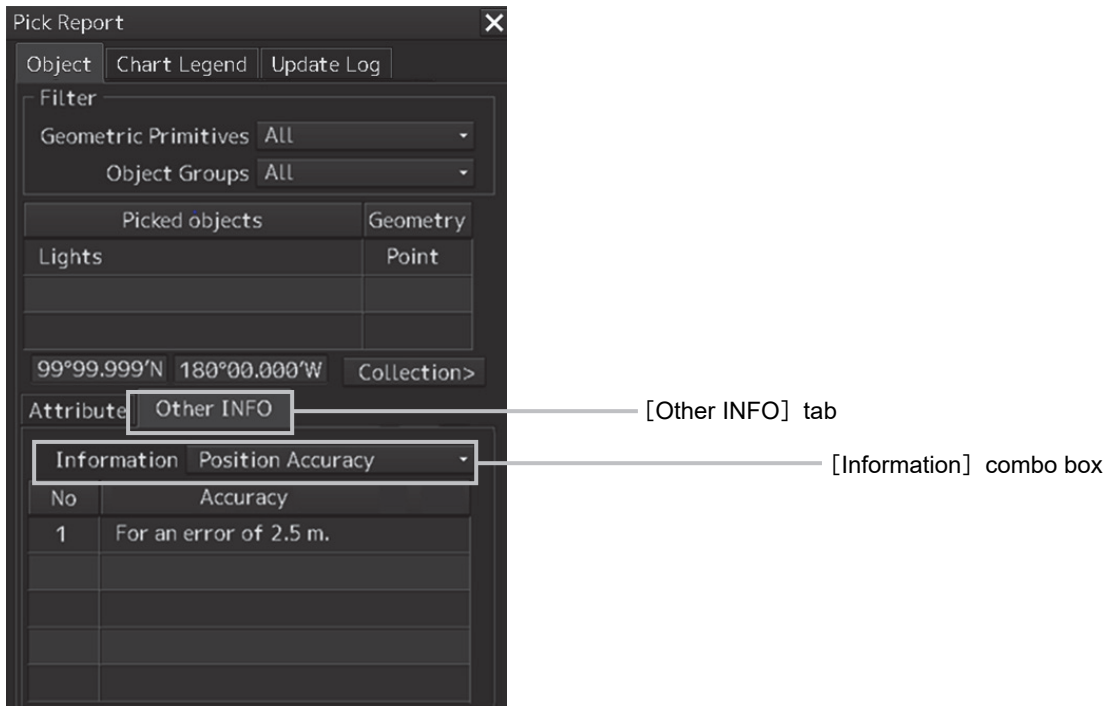 Pick Report
Object Chart Legend Update Log
Filter
Geometric Primitives All
Object Groups All
Picked objects Geometry
Lights Point
99°99.999'N 180°00.000'W Collection>
Attribute Other INFO
[Other INFO] tab
Information Position Accuracy
[Information] combo box
No Accuracy
1 For an error of 2.5 m.